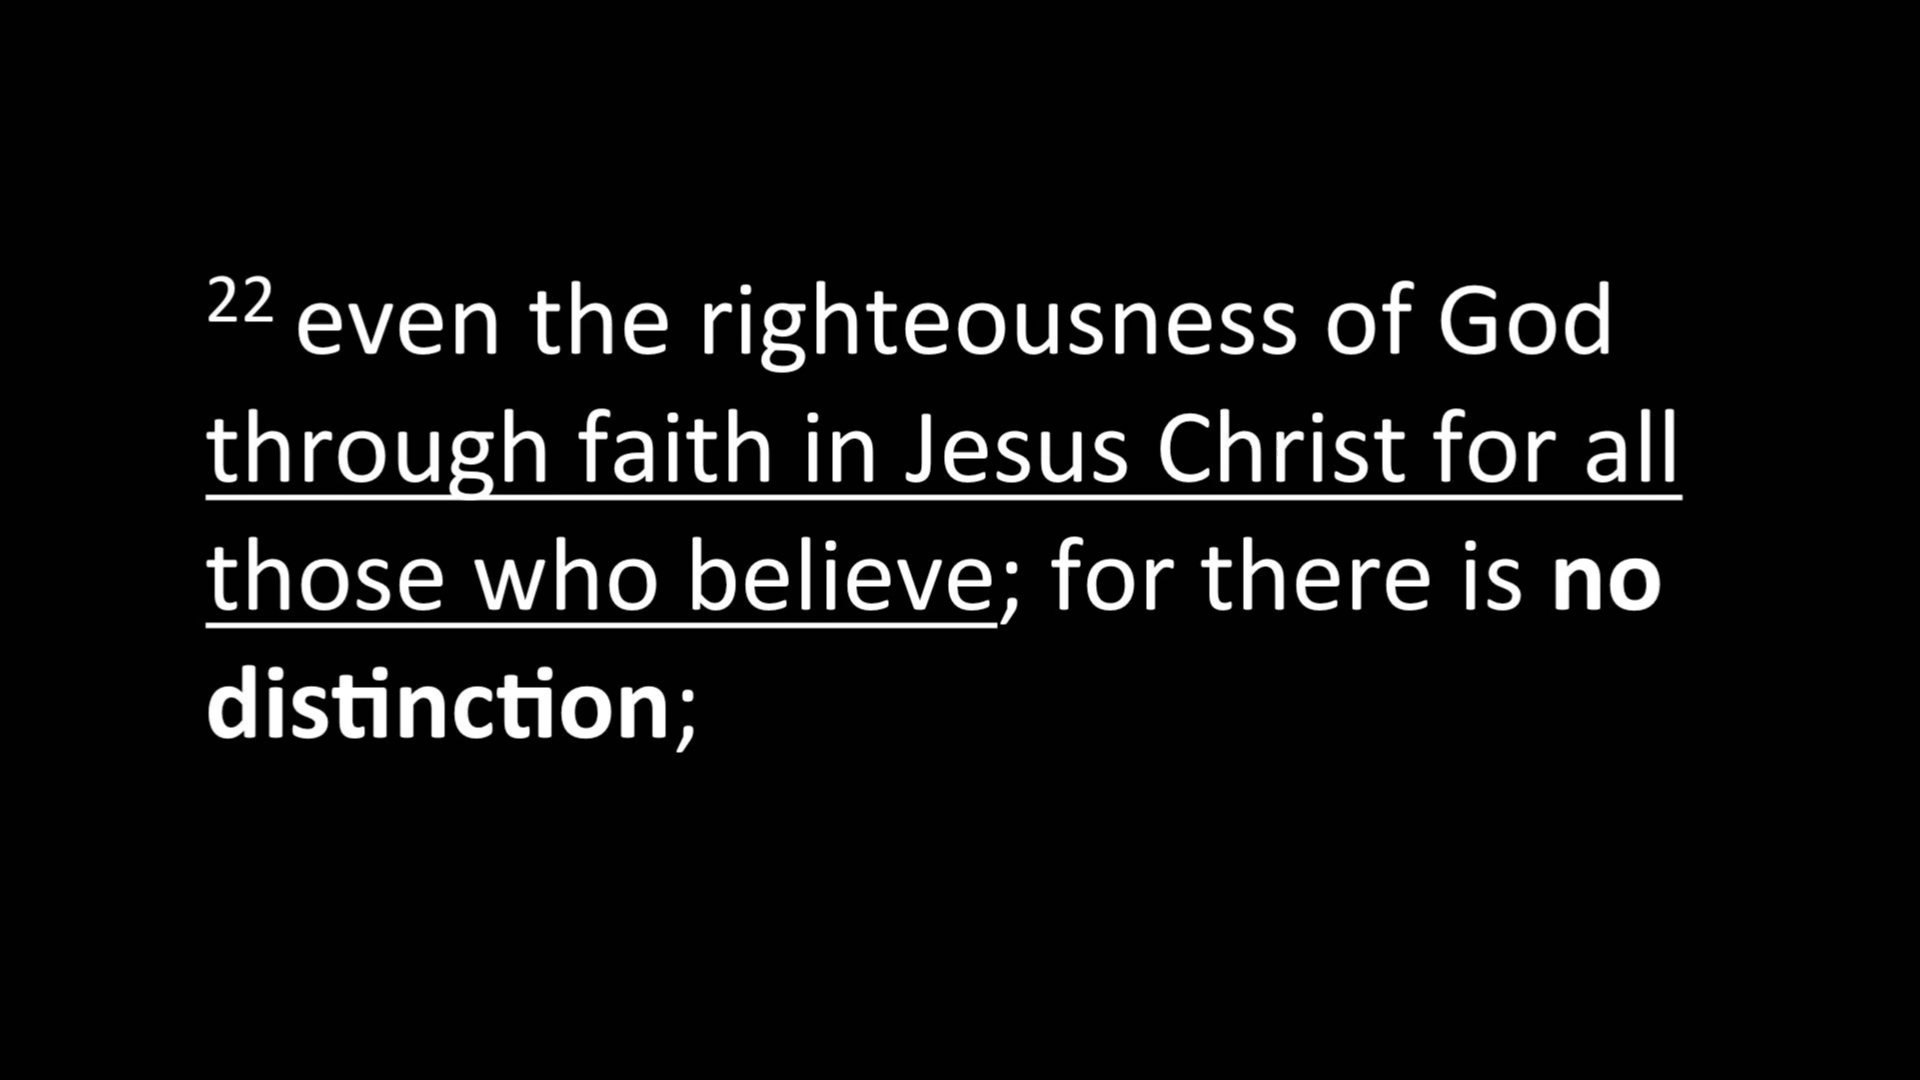 22 even the righteousness of God
through faith in Jesus Christ for all
those who believe; for there is no
distinction;